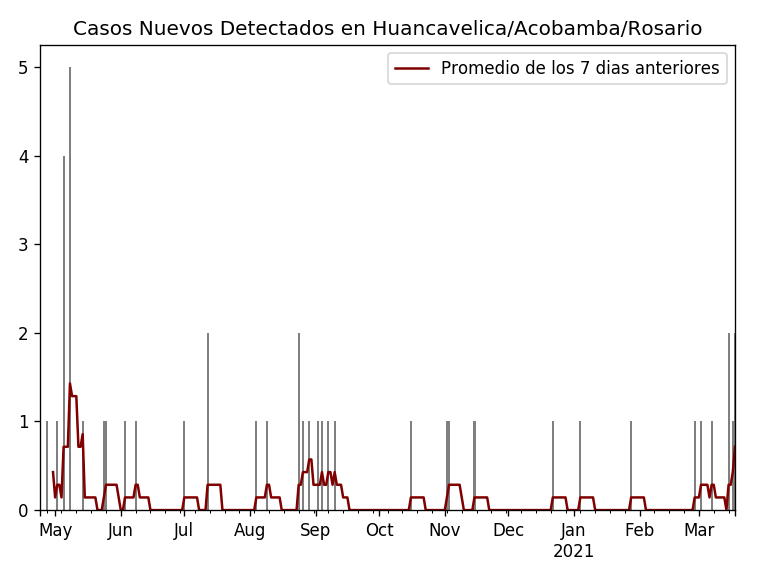 Casos Nuevos Detectados en Huancavelica/Acobamba/Rosario
Promedio de los 7 dias anteriores
5
4
3
2
1
0
May Jun Jul Aug Sep Oct Nov Dec Jan Feb Mar
2021